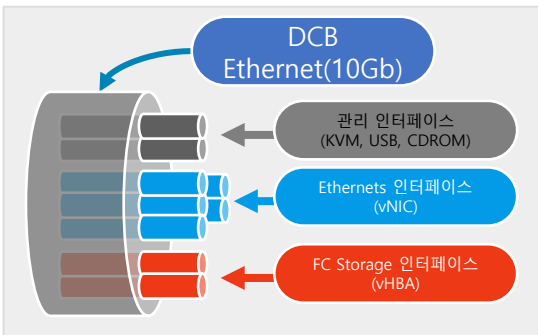 DCB
Ethernet(10Gb)
관리 인터페이스
(KVM, USB, CDROM)
Ethernets 인터페이스
(vNIC)
FC Storage 인터페이스
(vHBA)